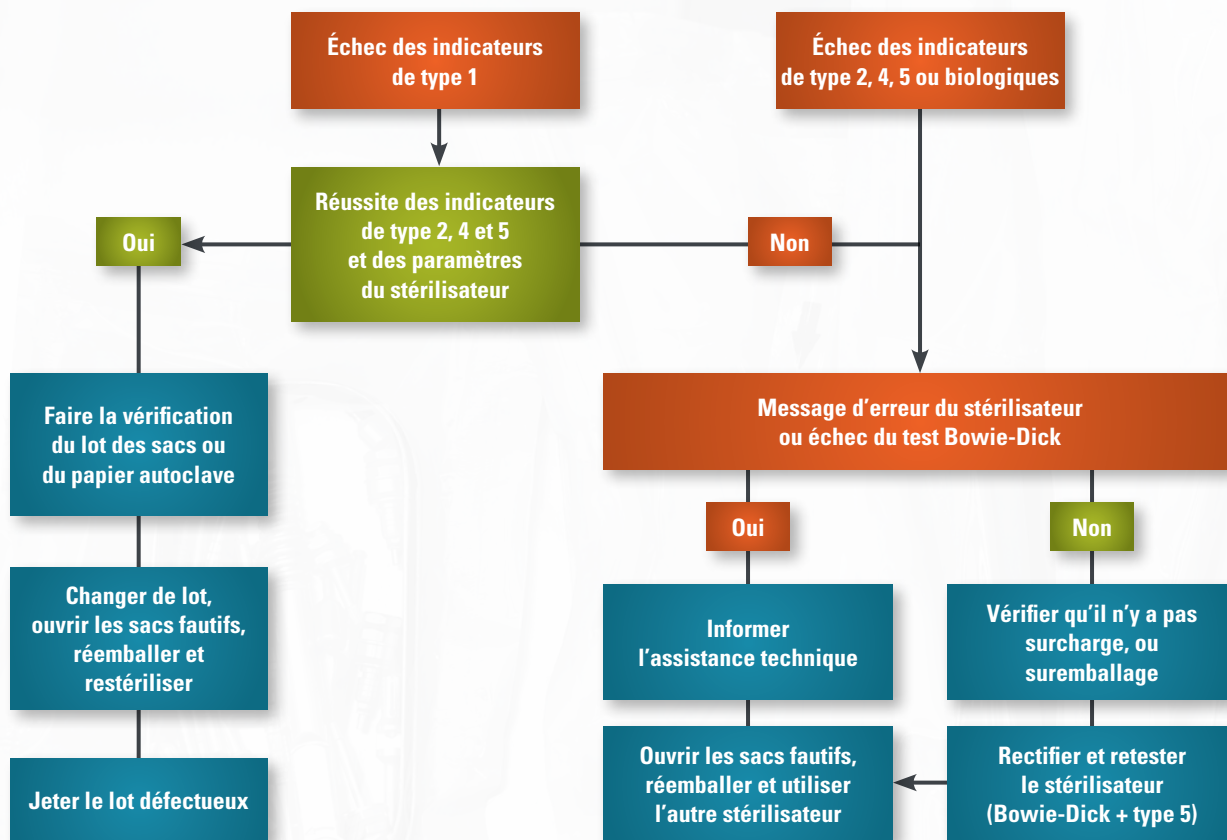 Échec des indicateurs
de type 1
Échec des indicateurs
de type 2, 4, 5 ou biologiques
Réussite des indicateurs
de type 2, 4 et 5
et des paramètres
du stérilisateur
Oui
Non
Faire la vérification
du lot des sacs ou
du papier autoclave
Changer de lot,
ouvrir les sacs fautifs,
réemballer et
restériliser
Jeter le lot défectueux
Message d'erreur du stérilisateur
ou échec du test Bowie-Dick
Oui
Non
Informer
l'assistance technique
Vérifier qu'il n'y a pas
surcharge, ou
suremballage
Ouvrir les sacs fautifs,
réemballer et utiliser
l'autre stérilisateur
Rectifier et retester
le stérilisateur
(Bowie-Dick + type 5)